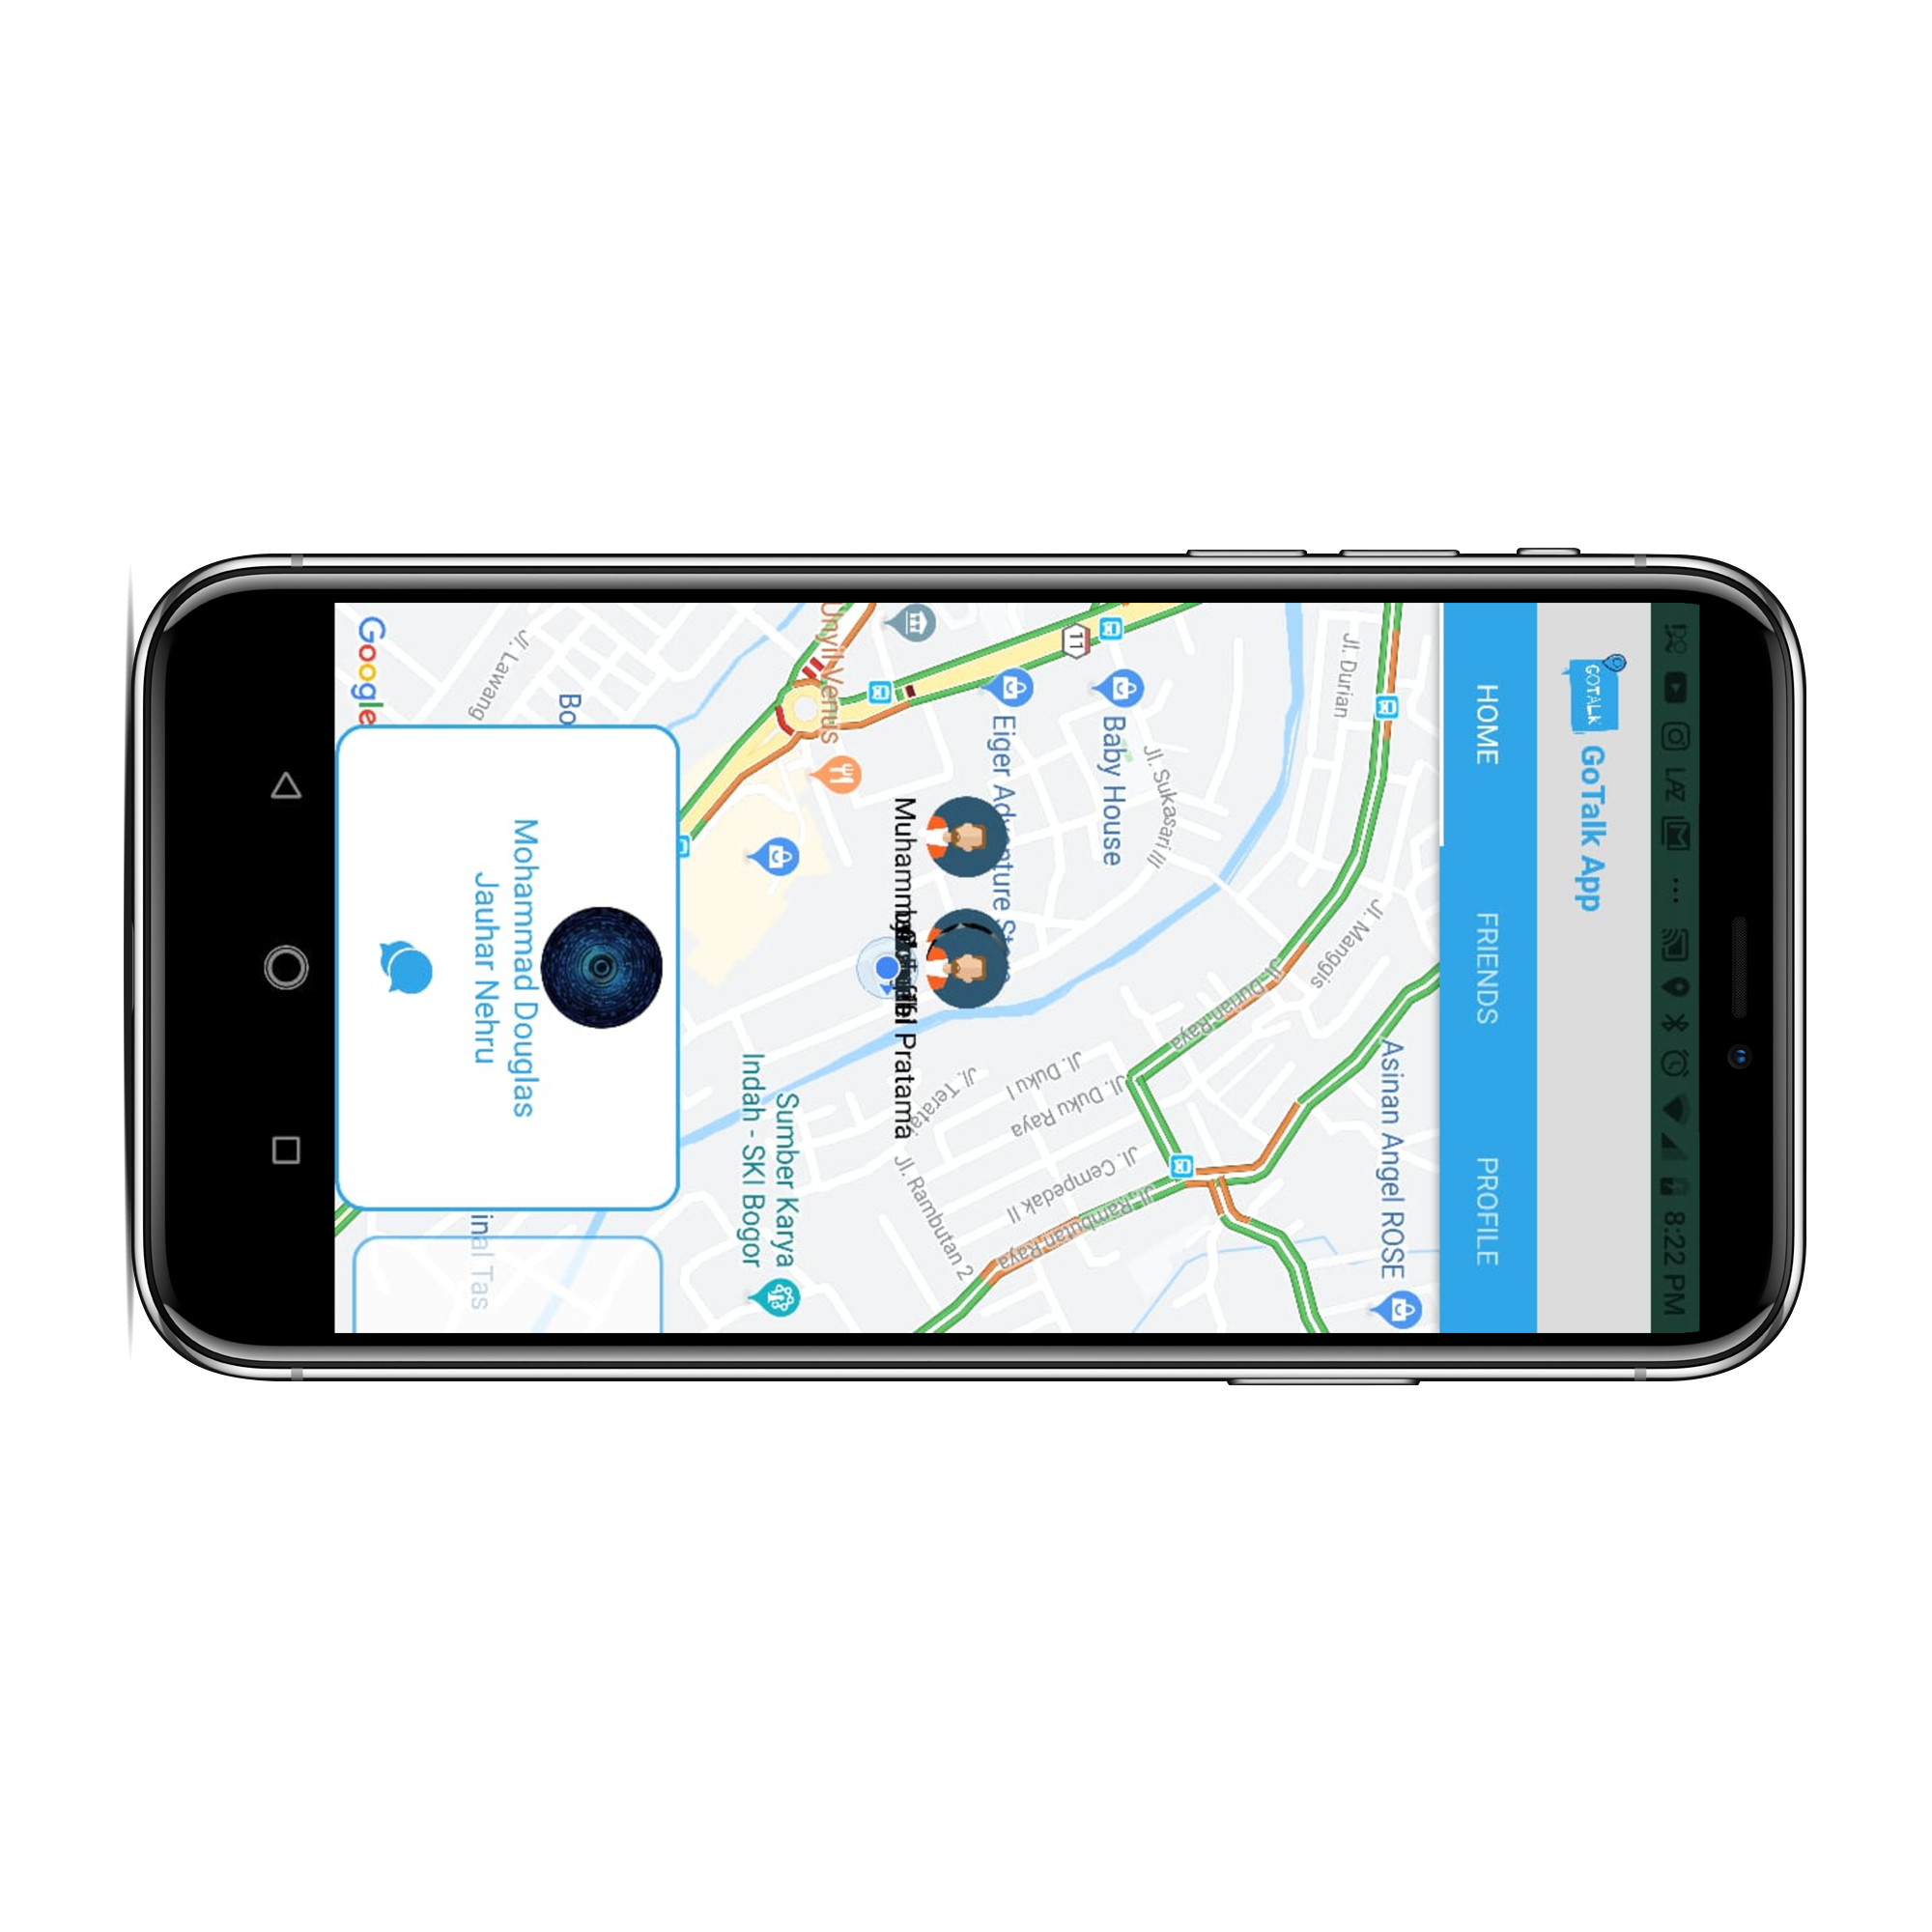 LAZ
8:22 PM
GOTALK
GoTalk App
HOME
FRIENDS
PROFILE
Jl. Durian
Asinan Angel ROSE
Jl. Manggis
Jl. Durian Raya
Baby House
Jl. Sukasari III
11
Eiger Adventure
Jl. Duku I
Jl. Duku Raya
Jl. Cempedak II
Jl. Rambutan Raya
Jl. Teratai
Jl. Rambutan 2
Pratama
Unyil Venus
Sumber Karya
Indah - SKI Bogor
Bo
Jl. Lawang
Mohammad Douglas
Jauhar Nehru
inal Tas
Google